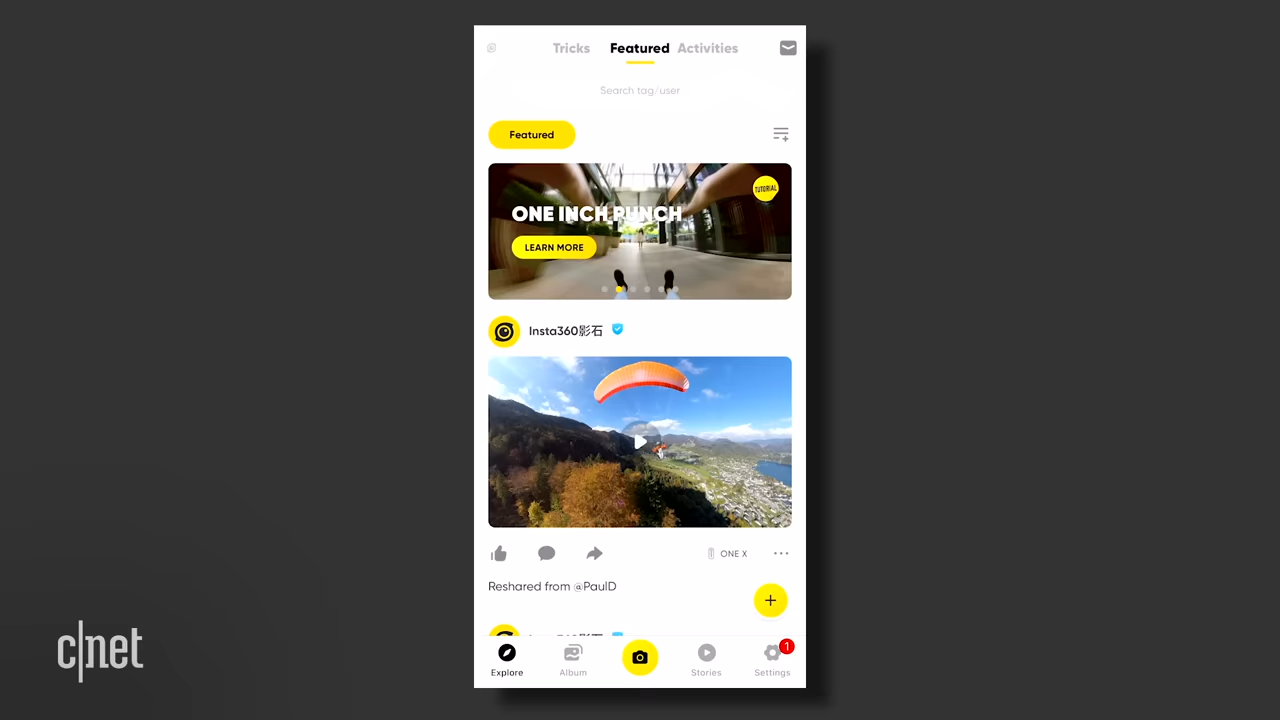 Tricks Featured Activities
Search tag/user
Featured
TUTORIAL
ONE INCH PUNCH
LEARN MORE
Insta360影石
ONE X
Reshared from @PaulD
c|net
1
Explore Album Stories Settings